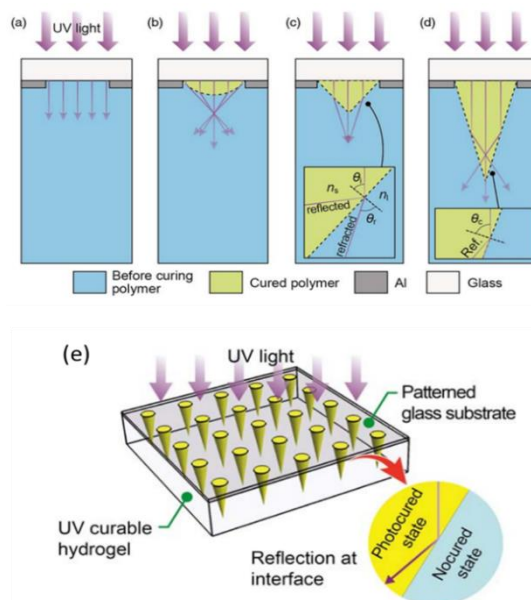 (a)
UV light
(b)
(c)
(d)
θi
ns
nl
reflected
θr
refracted
θc
Ref.
Before curing
polymer
Cured polymer
Al
Glass
(e)
UV light
Patterned
glass substrate
UV curable
hydrogel
Reflection at
interface
Photocured
state
Nocured
state